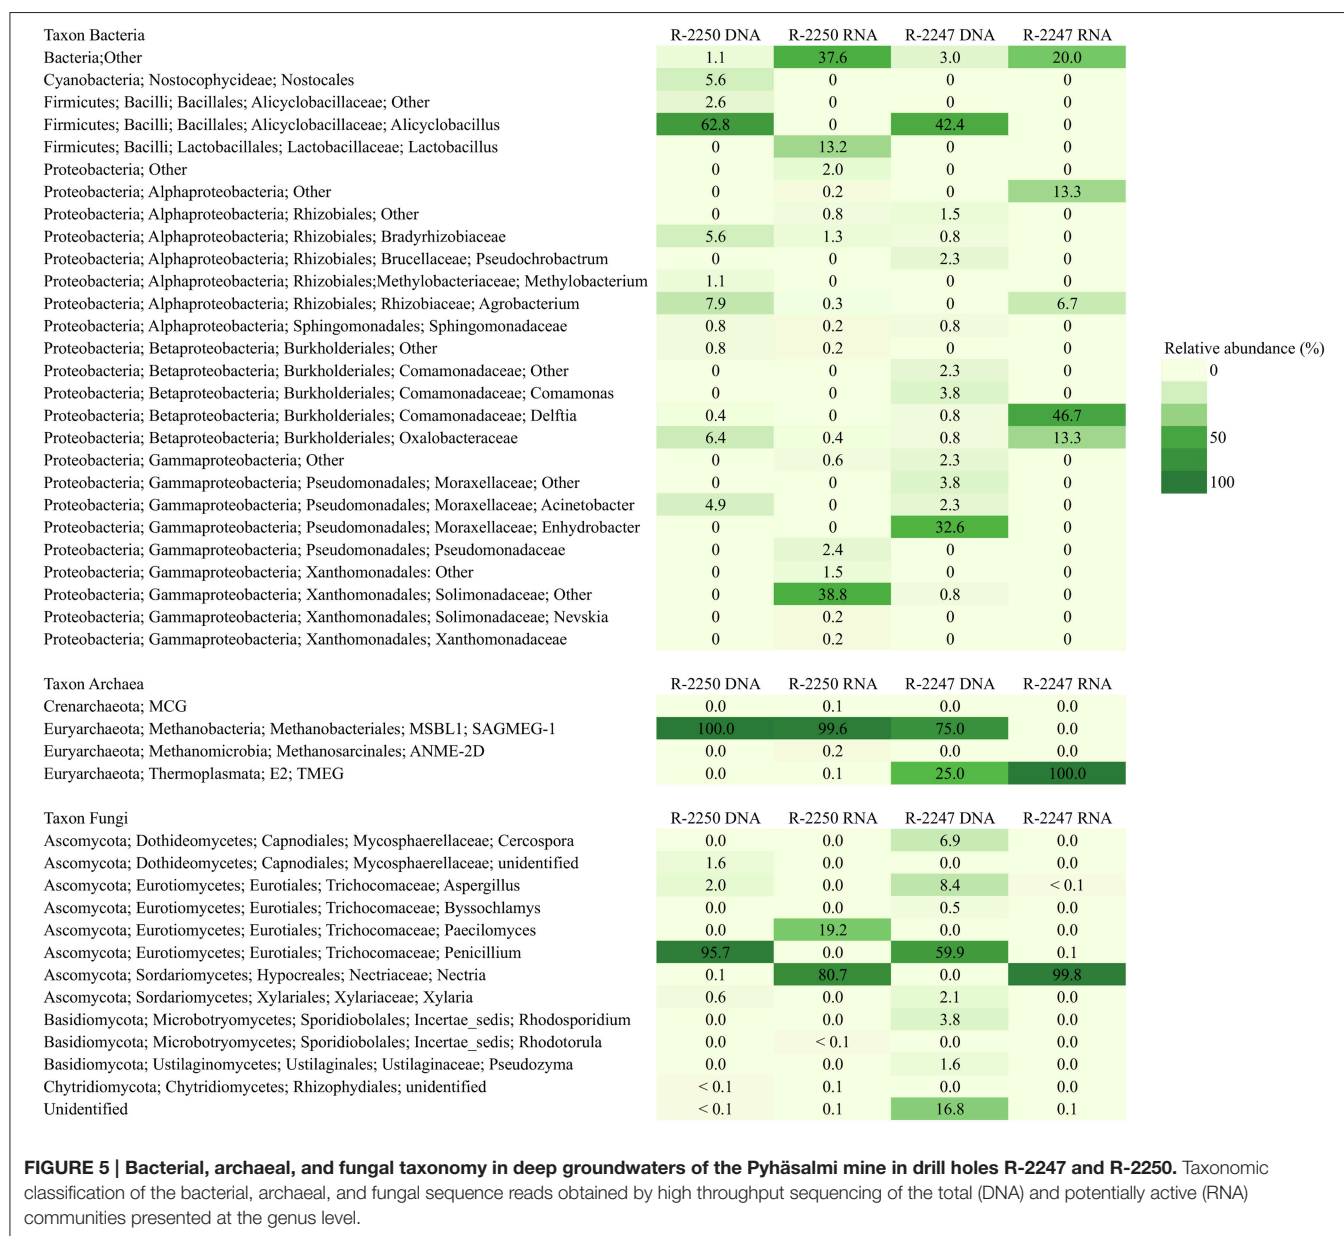 Taxon Bacteria R-2250 DNA R-2250 RNA R-2247 DNA R-2247 RNA
Bacteria;Other 1.1 37.6 3.0 20.0
Cyanobacteria; Nostocophycideae; Nostocales 5.6 0 0 0
Firmicutes; Bacilli; Bacillales; Alicyclobacillaceae; Other 2.6 0 0 0
Firmicutes; Bacilli; Bacillales; Alicyclobacillaceae; Alicyclobacillus 62.8 0 42.4 0
Firmicutes; Bacilli; Lactobacillales; Lactobacillaceae; Lactobacillus 0 13.2 0 0
Proteobacteria; Other 0 2.0 0 0
Proteobacteria; Alphaproteobacteria; Other 0 0.2 0 13.3
Proteobacteria; Alphaproteobacteria; Rhizobiales; Other 0 0.8 1.5 0
Proteobacteria; Alphaproteobacteria; Rhizobiales; Bradyrhizobiaceae 5.6 1.3 0.8 0
Proteobacteria; Alphaproteobacteria; Rhizobiales; Brucellaceae; Pseudochrobactrum 0 0 2.3 0
Proteobacteria; Alphaproteobacteria; Rhizobiales;Methylobacteriaceae; Methylobacterium 1.1 0 0 0
Proteobacteria; Alphaproteobacteria; Rhizobiales; Rhizobiaceae; Agrobacterium 7.9 0.3 0 6.7
Proteobacteria; Alphaproteobacteria; Sphingomonadales; Sphingomonadaceae 0.8 0.2 0.8 0
Proteobacteria; Betaproteobacteria; Burkholderiales; Other 0.8 0.2 0 0
Relative abundance (%)
Proteobacteria; Betaproteobacteria; Burkholderiales; Comamonadaceae; Other 0 0 2.3 0
0
Proteobacteria; Betaproteobacteria; Burkholderiales; Comamonadaceae; Comamonas 0 0 3.8 0
Proteobacteria; Betaproteobacteria; Burkholderiales; Comamonadaceae; Delftia 0.4 0 0.8 46.7
Proteobacteria; Betaproteobacteria; Burkholderiales; Oxalobacteraceae 6.4 0.4 0.8 13.3
50
Proteobacteria; Gammaproteobacteria; Other 0 0.6 2.3 0
Proteobacteria; Gammaproteobacteria; Pseudomonadales; Moraxellaceae; Other 0 0 3.8 0
100
Proteobacteria; Gammaproteobacteria; Pseudomonadales; Moraxellaceae; Acinetobacter 4.9 0 2.3 0
Proteobacteria; Gammaproteobacteria; Pseudomonadales; Moraxellaceae; Enhydrobacter 0 0 32.6 0
Proteobacteria; Gammaproteobacteria; Pseudomonadales; Pseudomonadaceae 0 2.4 0 0
Proteobacteria; Gammaproteobacteria; Xanthomonadales: Other 0 1.5 0 0
Proteobacteria; Gammaproteobacteria; Xanthomonadales; Solimonadaceae; Other 0 38.8 0.8 0
Proteobacteria; Gammaproteobacteria; Xanthomonadales; Solimonadaceae; Nevskia 0 0.2 0 0
Proteobacteria; Gammaproteobacteria; Xanthomonadales; Xanthomonadaceae 0 0.2 0 0
Taxon Archaea R-2250 DNA R-2250 RNA R-2247 DNA R-2247 RNA
Crenarchaeota; MCG 0.0 0.1 0.0 0.0
Euryarchaeota; Methanobacteria; Methanobacteriales; MSBL1; SAGMEG-1 100.0 99.6 75.0 0.0
Euryarchaeota; Methanomicrobia; Methanosarcinales; ANME-2D 0.0 0.2 0.0 0.0
Euryarchaeota; Thermoplasmata; E2; TMEG 0.0 0.1 25.0 100.0
Taxon Fungi R-2250 DNA R-2250 RNA R-2247 DNA R-2247 RNA
Ascomycota; Dothideomycetes; Capnodiales; Mycosphaerellaceae; Cercospora 0.0 0.0 6.9 0.0
Ascomycota; Dothideomycetes; Capnodiales; Mycosphaerellaceae; unidentified 1.6 0.0 0.0 0.0
Ascomycota; Eurotiomycetes; Eurotiales; Trichocomaceae; Aspergillus 2.0 0.0 8.4 < 0.1
Ascomycota; Eurotiomycetes; Eurotiales; Trichocomaceae; Byssochlamys 0.0 0.0 0.5 0.0
Ascomycota; Eurotiomycetes; Eurotiales; Trichocomaceae; Paecilomyces 0.0 19.2 0.0 0.0
Ascomycota; Eurotiomycetes; Eurotiales; Trichocomaceae; Penicillium 95.7 0.0 59.9 0.1
Ascomycota; Sordariomycetes; Hypocreales; Nectriaceae; Nectria 0.1 80.7 0.0 99.8
Ascomycota; Sordariomycetes; Xylariales; Xylariaceae; Xylaria 0.6 0.0 2.1 0.0
Basidiomycota; Microbotryomycetes; Sporidiobolales; Incertae_sedis; Rhodosporidium 0.0 0.0 3.8 0.0
Basidiomycota; Microbotryomycetes; Sporidiobolales; Incertae_sedis; Rhodotorula 0.0 < 0.1 0.0 0.0
Basidiomycota; Ustilaginomycetes; Ustilaginales; Ustilaginaceae; Pseudozyma 0.0 0.0 1.6 0.0
Chytridiomycota; Chytridiomycetes; Rhizophydiales; unidentified < 0.1 0.1 0.0 0.0
Unidentified < 0.1 0.1 16.8 0.1
FIGURE 5 | Bacterial, archaeal, and fungal taxonomy in deep groundwaters of the Pyhäsalmi mine in drill holes R-2247 and R-2250. Taxonomic
classification of the bacterial, archaeal, and fungal sequence reads obtained by high throughput sequencing of the total (DNA) and potentially active (RNA)
communities presented at the genus level.